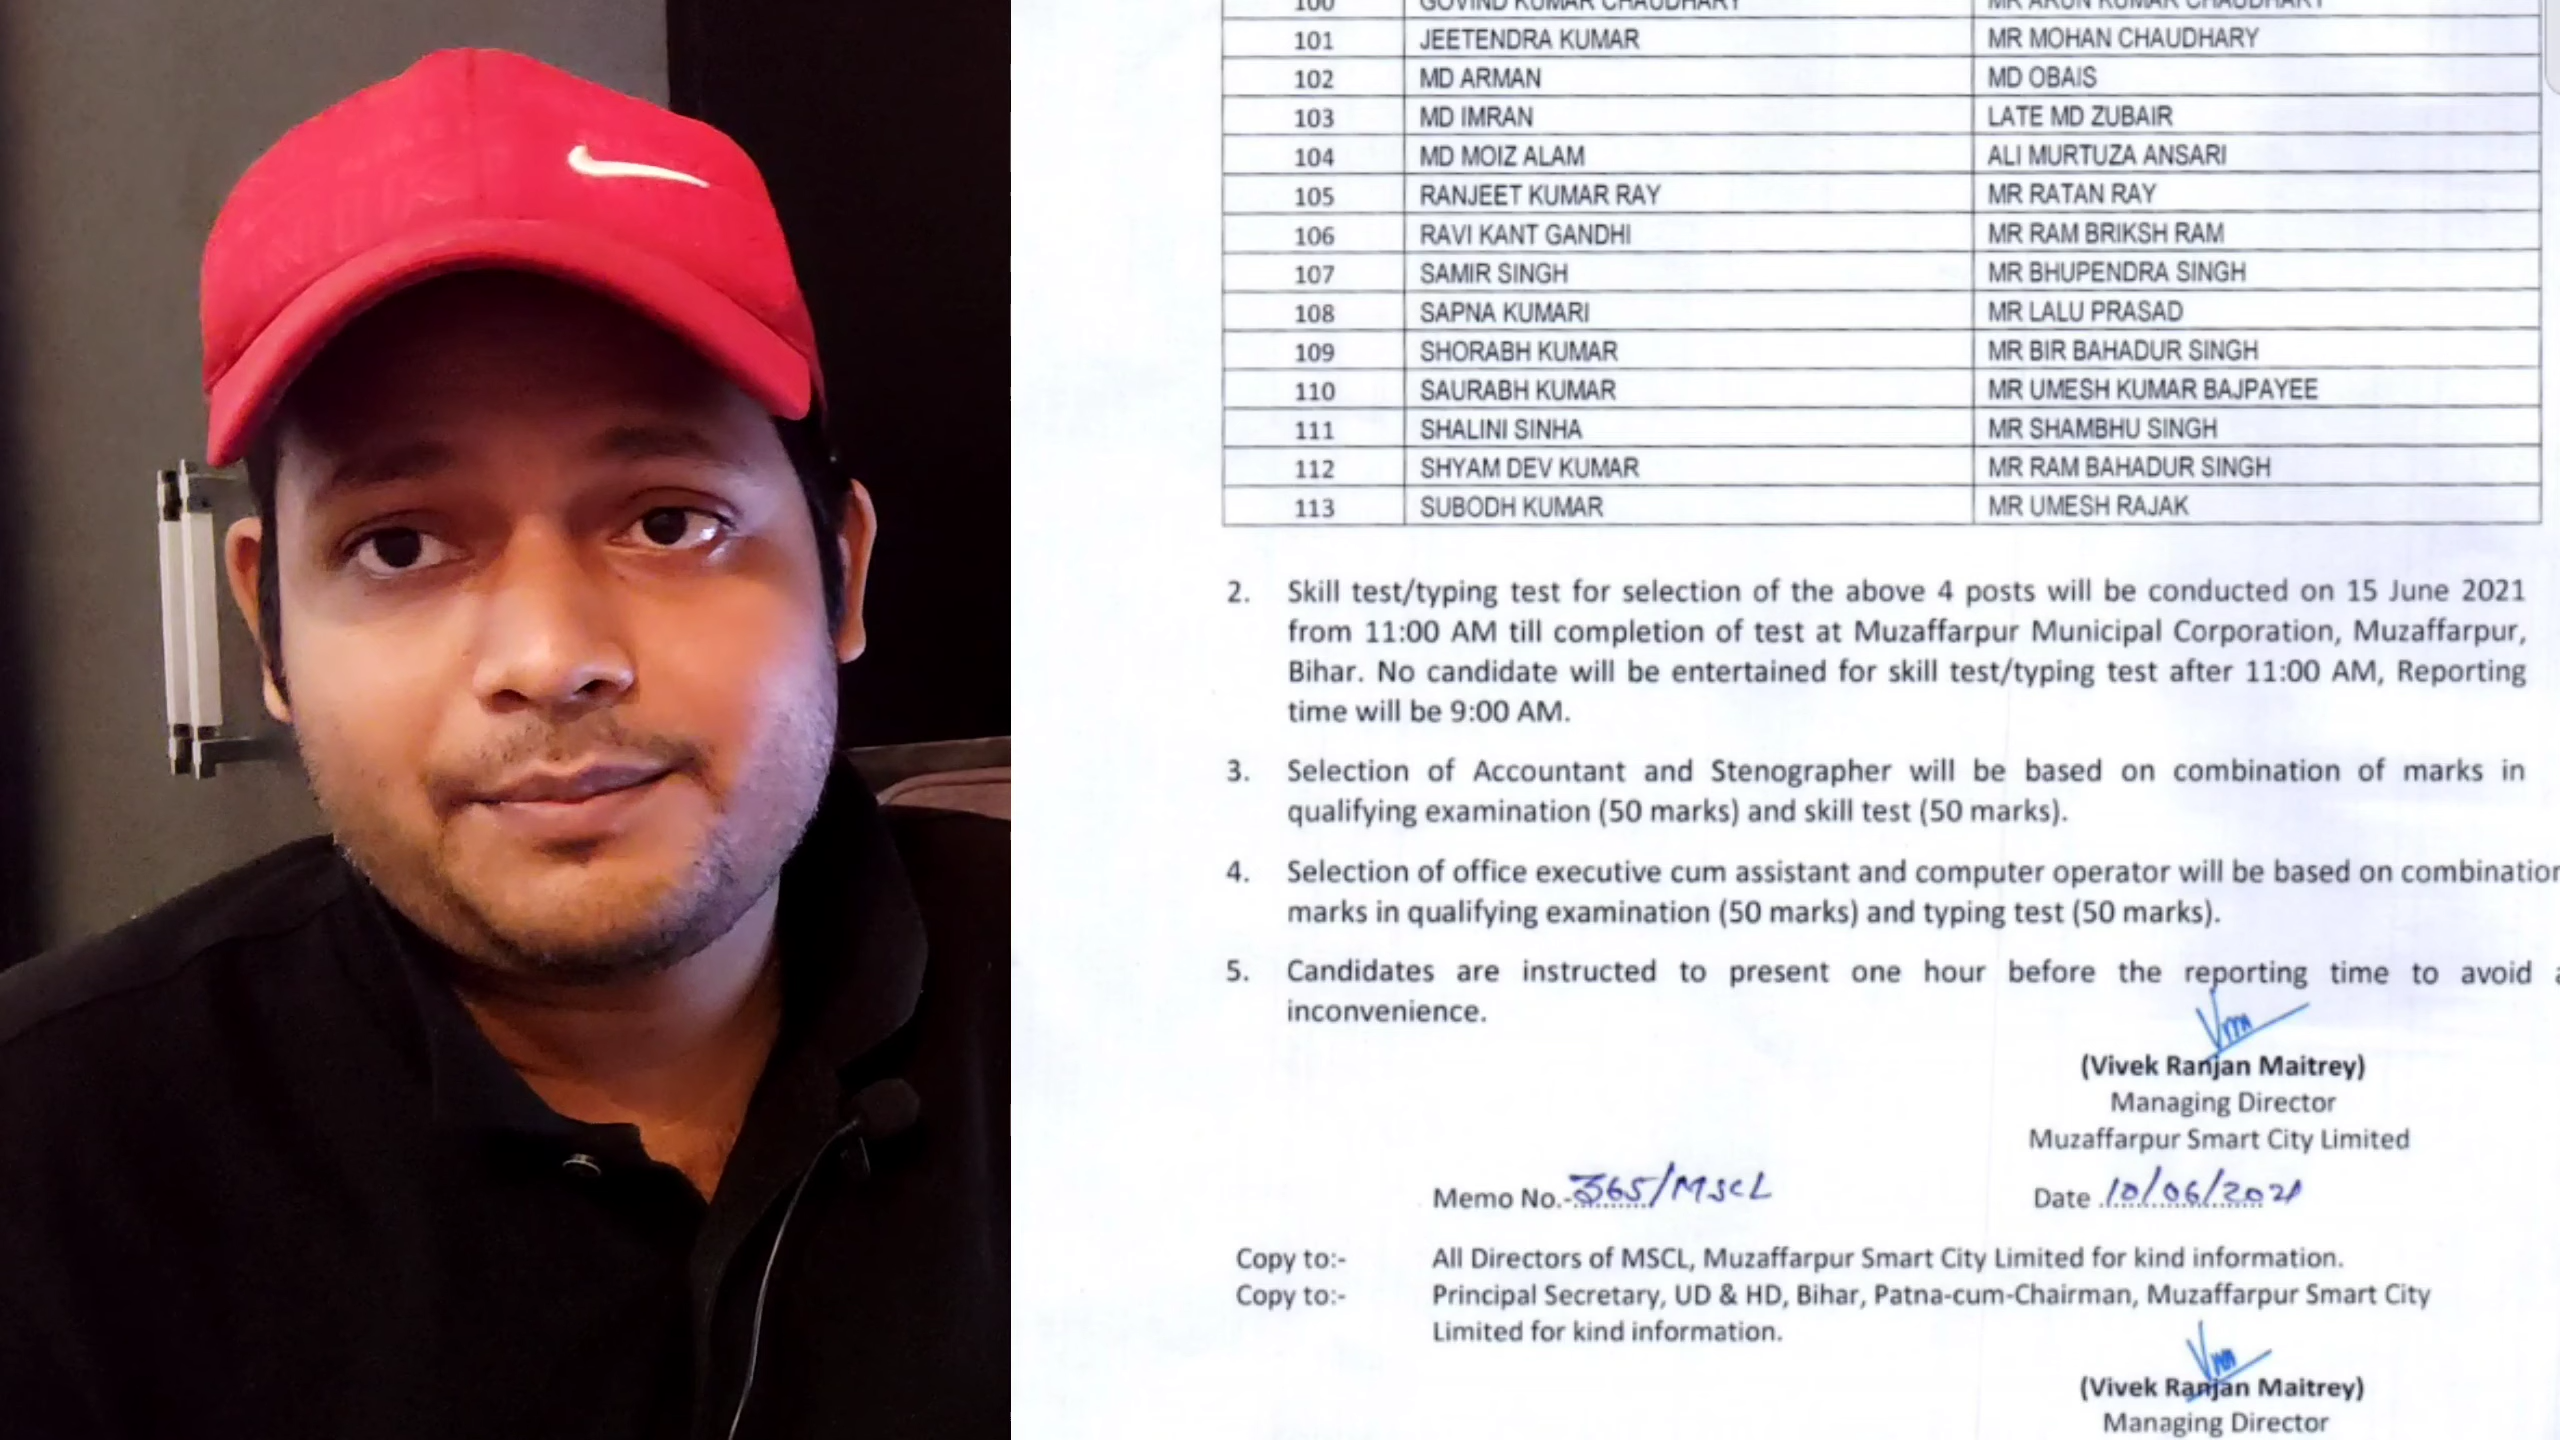 100 GOVIND KUMAR CHAUDHARY MR ARUN KUMAR CHAUDHARY
101 JEETENDRA KUMAR MR MOHAN CHAUDHARY
102 MD ARMAN MD OBAIS
103 MD IMRAN LATE MD ZUBAIR
104 MD MOIZ ALAM ALI MURTUZA ANSARI
105 RANJEET KUMAR RAY MR RATAN RAY
106 RAVI KANT GANDHI MR RAM BRIKSH RAM
107 SAMIR SINGH MR BHUPENDRA SINGH
108 SAPNA KUMARI MR LALU PRASAD
109 SHORABH KUMAR MR BIR BAHADUR SINGH
110 SAURABH KUMAR MR UMESH KUMAR BAJPAYEE
111 SHALINI SINHA MR SHAMBHU SINGH
112 SHYAM DEV KUMAR MR RAM BAHADUR SINGH
113 SUBODH KUMAR MR UMESH RAJAK
2. Skill test/typing test for selection of the above 4 posts will be conducted on 15 June 2021
from 11:00 AM till completion of test at Muzaffarpur Municipal Corporation, Muzaffarpur,
Bihar. No candidate will be entertained for skill test/typing test after 11:00 AM, Reporting
time will be 9:00 AM.
3. Selection of Accountant and Stenographer will be based on combination of marks in
qualifying examination (50 marks) and skill test (50 marks).
4. Selection of office executive cum assistant and computer operator will be based on combination
marks in qualifying examination (50 marks) and typing test (50 marks).
5. Candidates are instructed to present one hour before the reporting time to avoid
inconvenience.
(Vivek Ranjan Maitrey)
Managing Director
Muzaffarpur Smart City Limited
Memo No.-365/MSCL Date 10/06/2021
Copy to:- All Directors of MSCL, Muzaffarpur Smart City Limited for kind information.
Copy to:- Principal Secretary, UD & HD, Bihar, Patna-cum-Chairman, Muzaffarpur Smart City
Limited for kind information.
(Vivek Ranjan Maitrey)
Managing Director